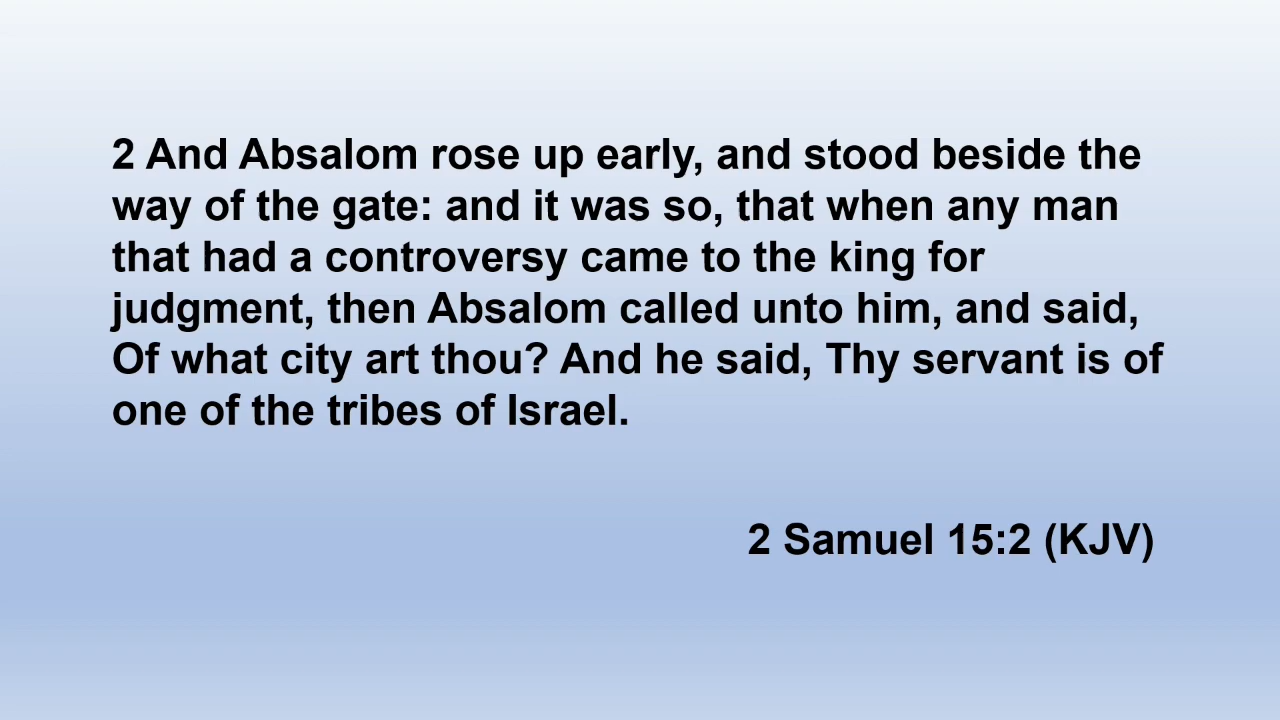 2 And Absalom rose up early, and stood beside the
way of the gate: and it was so, that when any man
that had a controversy came to the king for
judgment, then Absalom called unto him, and said,
Of what city art thou? And he said, Thy servant is of
one of the tribes of Israel.
2 Samuel 15:2 (KJV)